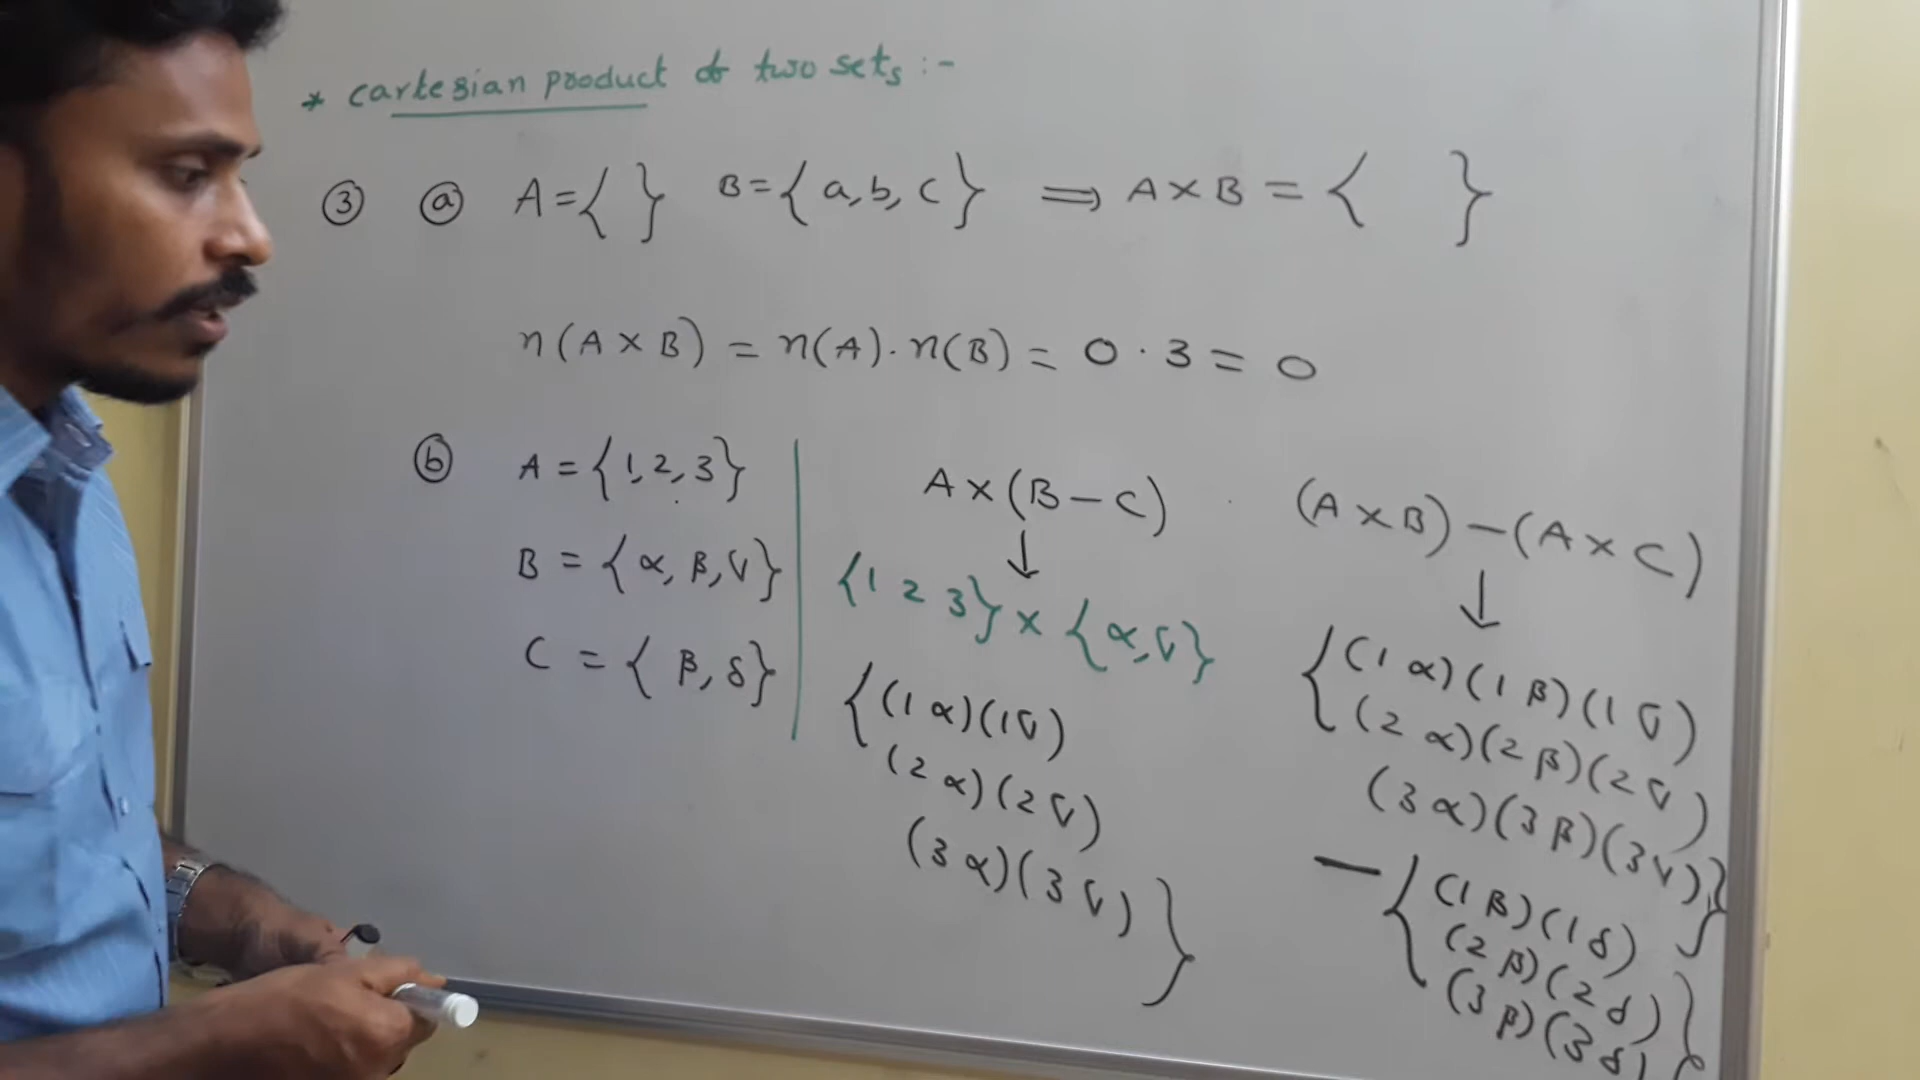 * cartesian product of two sets :-
③ ⓐ A={ } B={a,b,c} ⟹ A×B = { }
n(A×B) = n(A).n(B) = 0·3 = 0
ⓑ A = {1,2,3}
B = {α, β, γ}
C = {β, δ}
A×(B−C)
↓
{1 2 3} × {α, γ}
{(1 α)(1 γ)
(2 α)(2 γ)
(3 α)(3 γ)}
(A×B)−(A×C)
↓
{(1 α)(1 β)(1 γ)
(2 α)(2 β)(2 γ)
(3 α)(3 β)(3 γ)}
− {(1 β)(1 δ)
(2 β)(2 δ)
(3 β)(3 δ)}